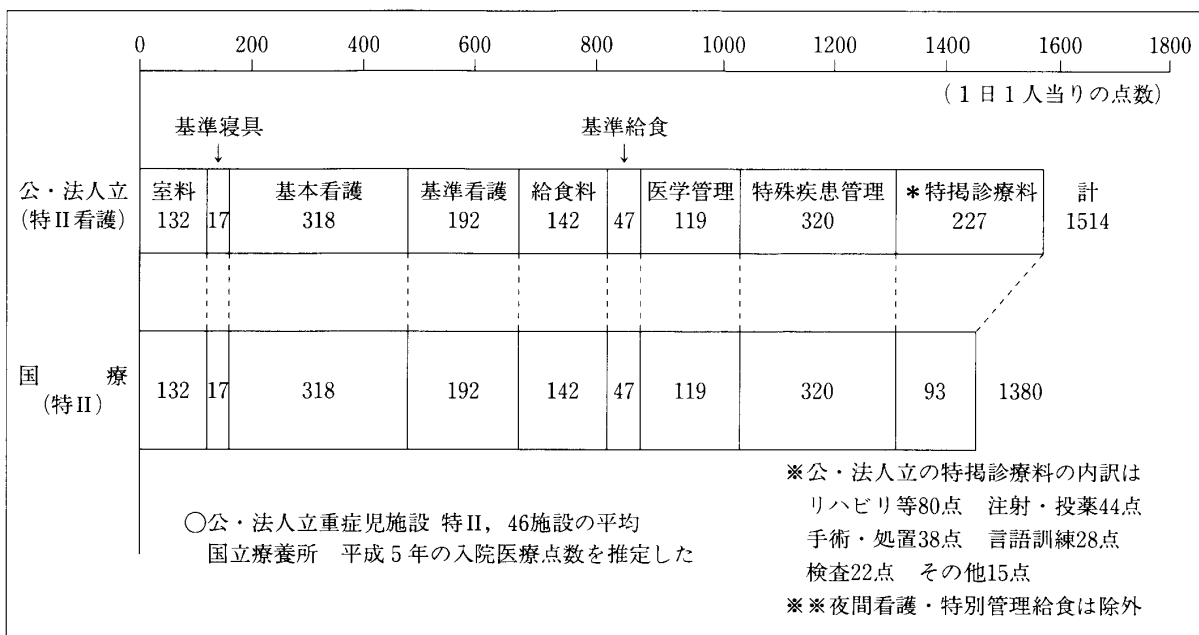 0 200 400 600 800 1000 1200 1400 1600 1800
(1日1人当りの点数)
基準寝具 基準給食
↓ ↓
公・法人立 室料 基本看護 基準看護 給食料 医学管理 特殊疾患管理 *特掲診療料 計
(特II看護) 132 17 318 192 142 47 119 320 227 1514
国療 132 17 318 192 142 47 119 320 93 1380
(特II)
○公・法人立重症児施設 特II,46施設の平均
国立療養所 平成5年の入院医療点数を推定した
※公・法人立の特掲診療料の内訳は
リハビリ等80点 注射・投薬44点
手術・処置38点 言語訓練28点
検査22点 その他15点
※※夜間看護・特別管理給食は除外